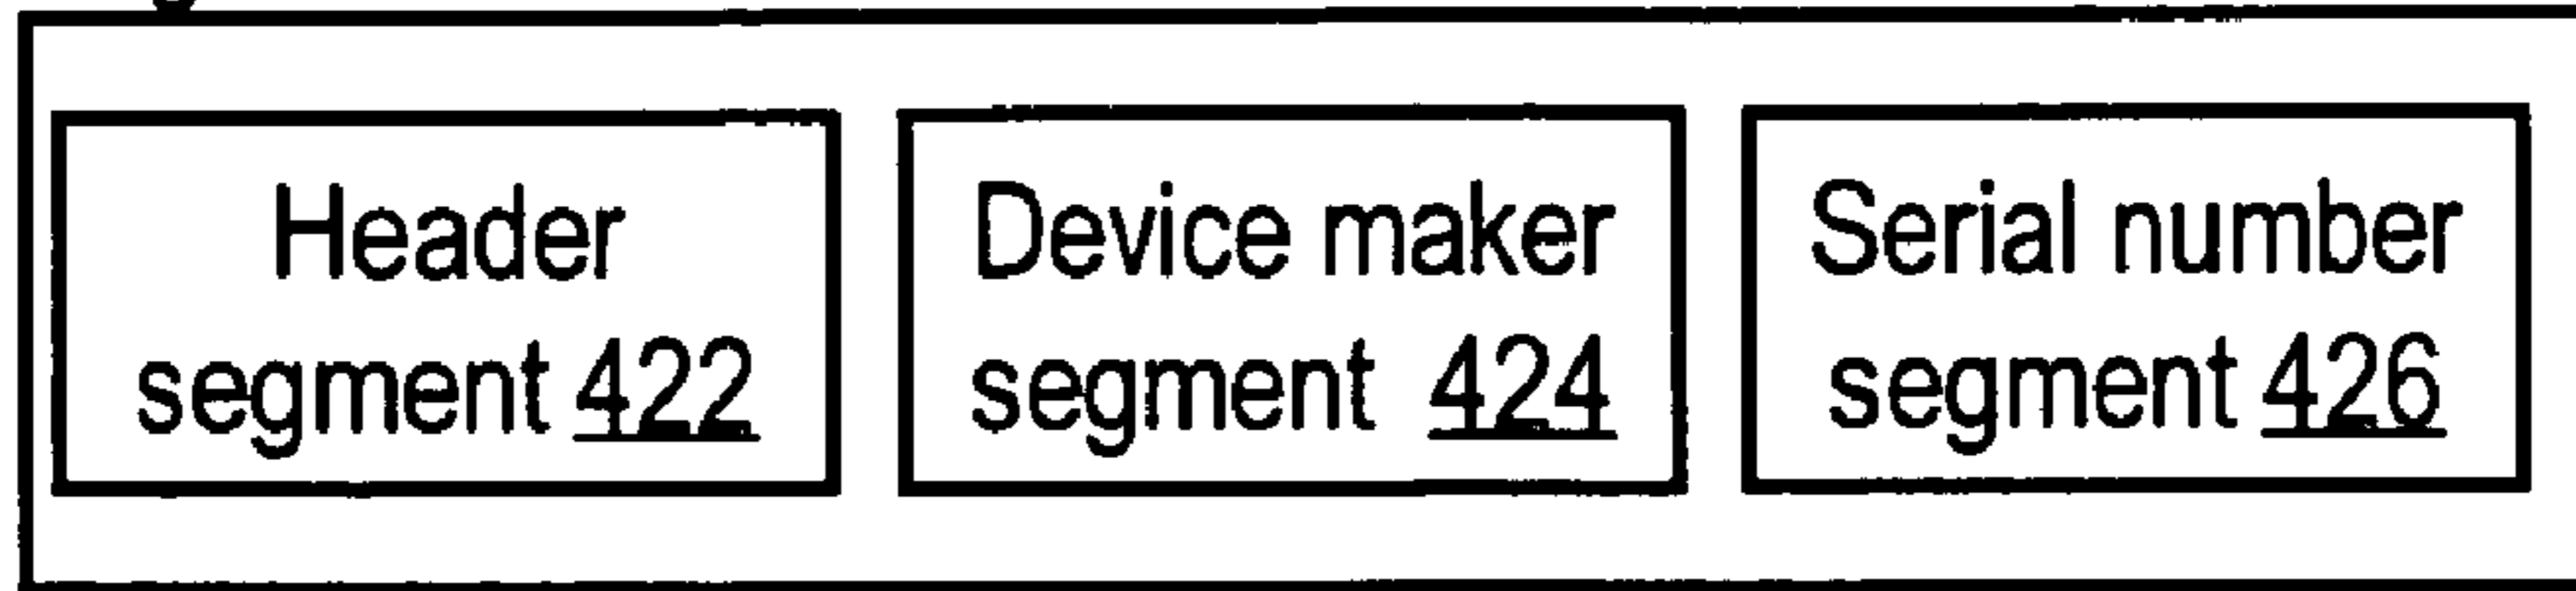 Header
segment 422
Device maker
segment 424
Serial number
segment 426